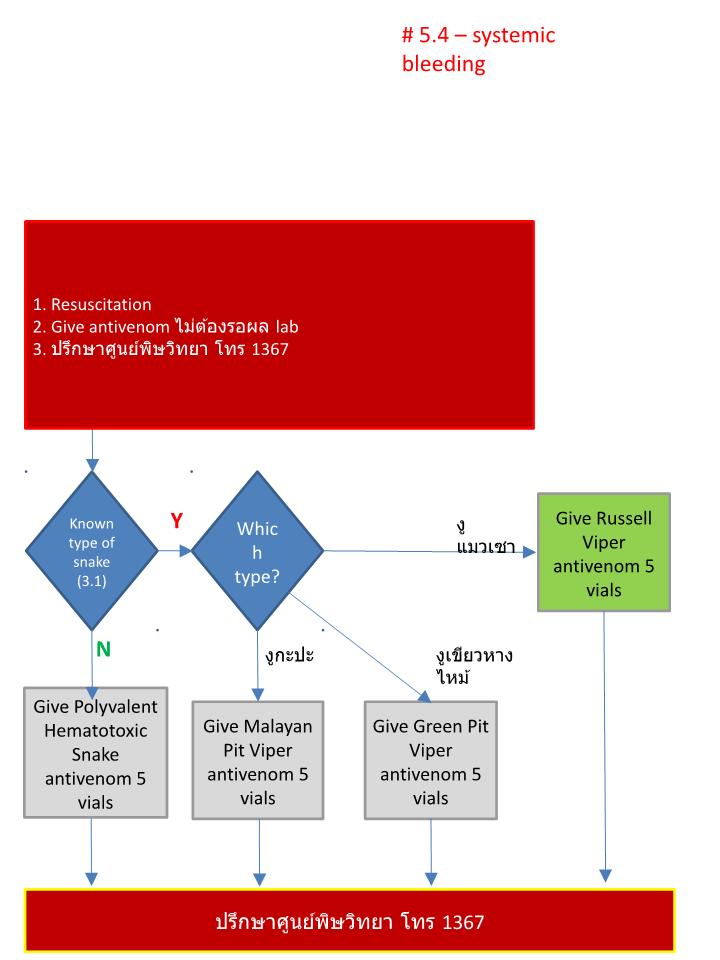 # 5.4 – systemic
bleeding
1. Resuscitation
2. Give antivenom ไม่ต้องรอผล lab
3. ปรึกษาศูนย์พิษวิทยา โทร 1367
Known
type of
snake
(3.1)
Y
Whic
h
type?
งู
แมวเซา
Give Russell
Viper
antivenom 5
vials
N
งูกะปะ
งูเขียวหาง
ไหม้
Give Polyvalent
Hematotoxic
Snake
antivenom 5
vials
Give Malayan
Pit Viper
antivenom 5
vials
Give Green Pit
Viper
antivenom 5
vials
ปรึกษาศูนย์พิษวิทยา โทร 1367